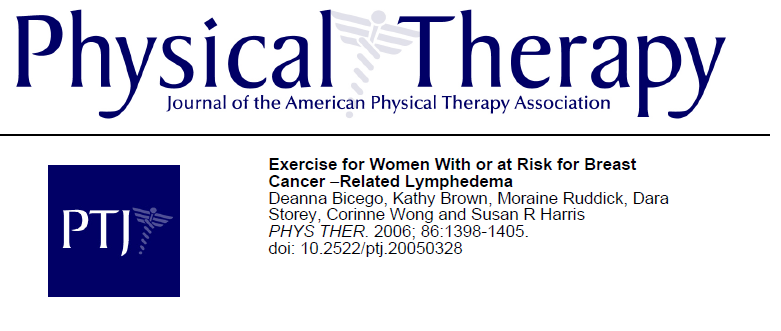 Physical Therapy
Journal of the American Physical Therapy Association
PTJ
Exercise for Women With or at Risk for Breast
Cancer –Related Lymphedema
Deanna Bicego, Kathy Brown, Moraine Ruddick, Dara
Storey, Corinne Wong and Susan R Harris
PHYS THER. 2006; 86:1398-1405.
doi: 10.2522/ptj.20050328